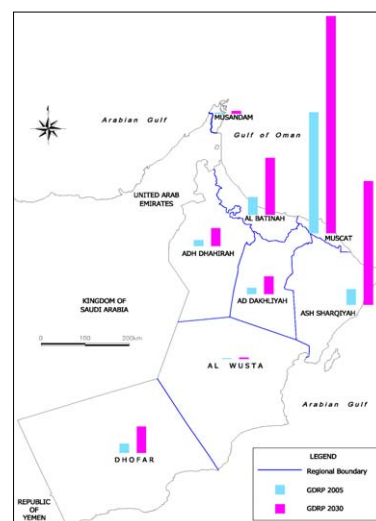 MUSANDAM
Arabian Gulf
Gulf of Oman
UNITED ARAB
EMIRATES
AL BATINAH
MUSCAT
ADH DHAHIRAH
AD DAKHLIYAH
ASH SHARQIYAH
KINGDOM OF
SAUDI ARABIA
0 100 200km
AL WUSTA
Arabian Gulf
DHOFAR
LEGEND
Regional Boundary
GDRP 2005
GDRP 2030
REPUBLIC
OF
YEMEN